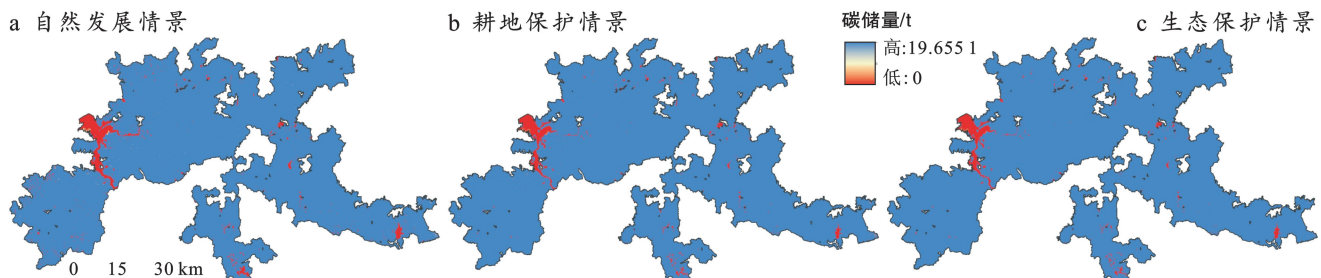 a 自然发展情景
b 耕地保护情景
碳储量/t
高:19.655 1
低:0
c 生态保护情景
0 15 30 km